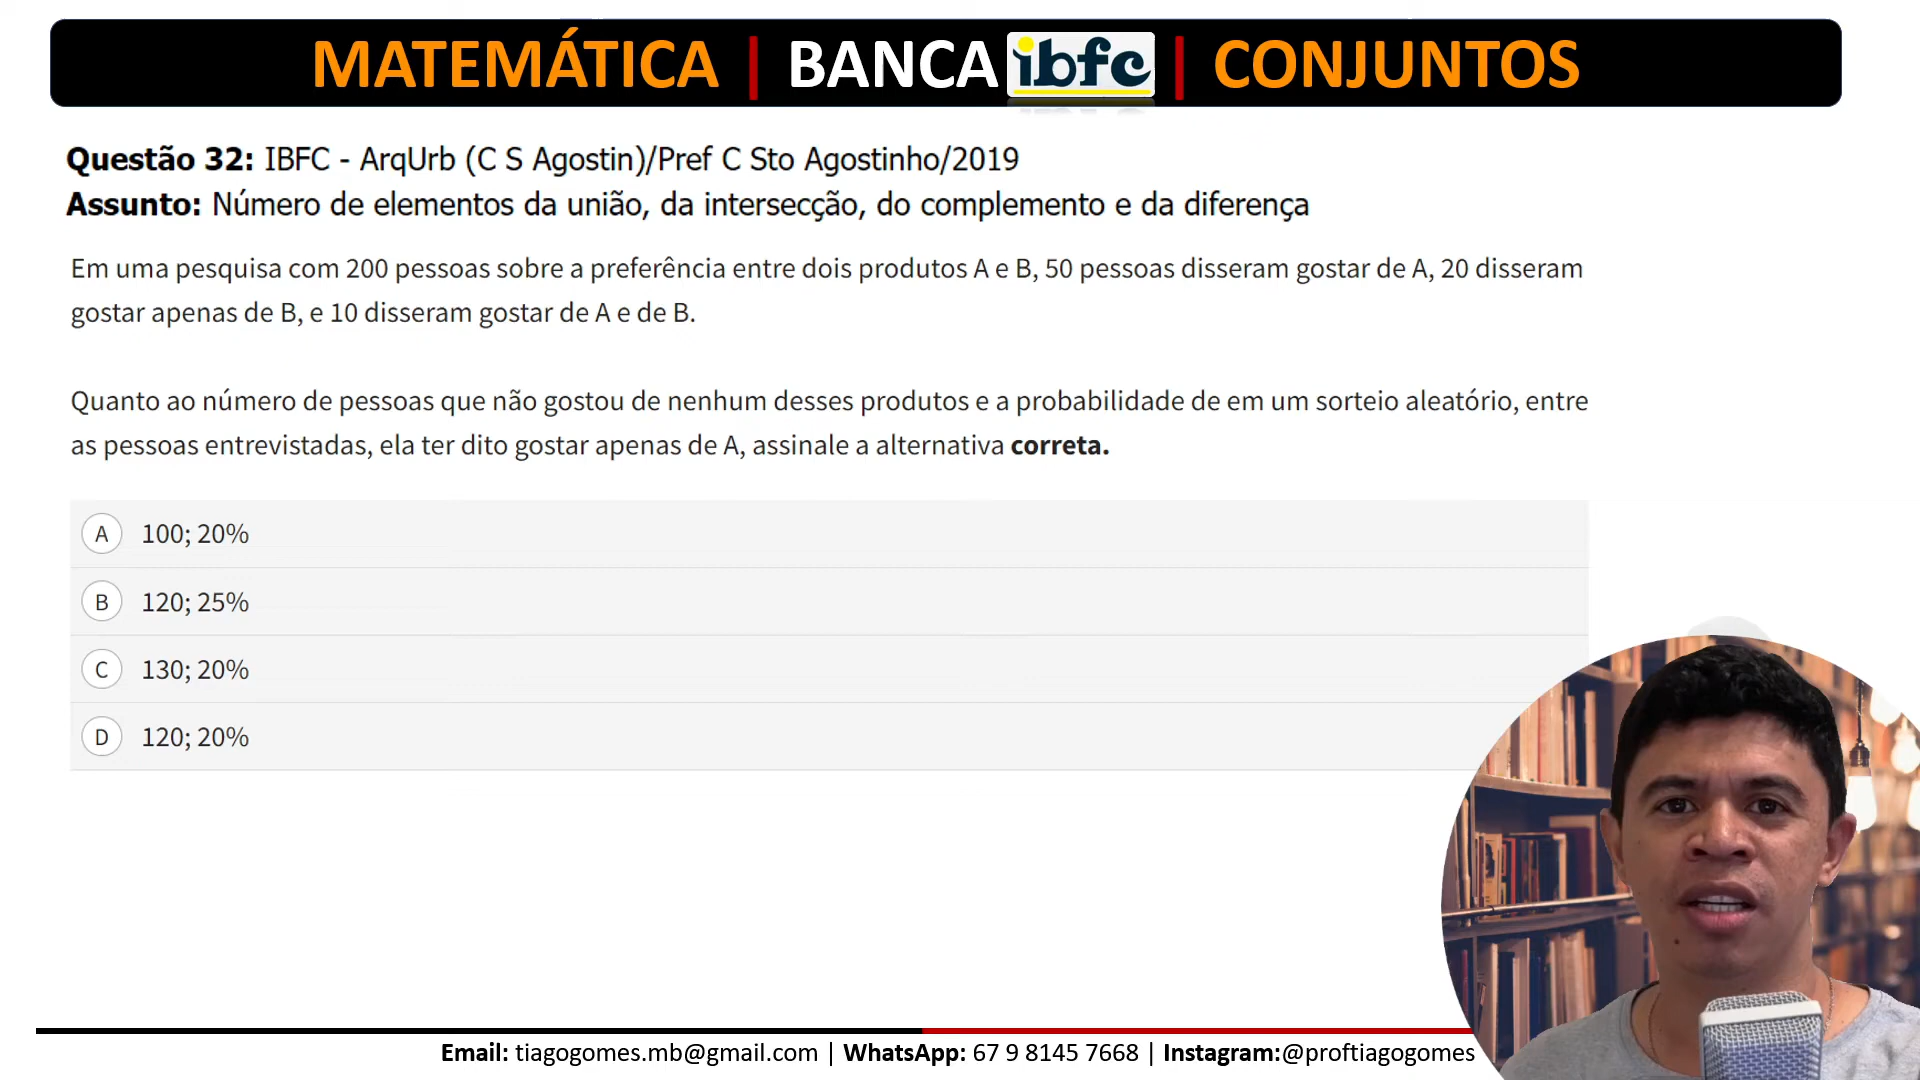 MATEMÁTICA | BANCA ibfc | CONJUNTOS
Questão 32: IBFC - ArqUrb (C S Agostin)/Pref C Sto Agostinho/2019
Assunto: Número de elementos da união, da intersecção, do complemento e da diferença
Em uma pesquisa com 200 pessoas sobre a preferência entre dois produtos A e B, 50 pessoas disseram gostar de A, 20 disseram
gostar apenas de B, e 10 disseram gostar de A e de B.
Quanto ao número de pessoas que não gostou de nenhum desses produtos e a probabilidade de em um sorteio aleatório, entre
as pessoas entrevistadas, ela ter dito gostar apenas de A, assinale a alternativa correta.
A 100; 20%
B 120; 25%
C 130; 20%
D 120; 20%
Email: tiagogomes.mb@gmail.com | WhatsApp: 67 9 8145 7668 | Instagram:@proftiagogomes